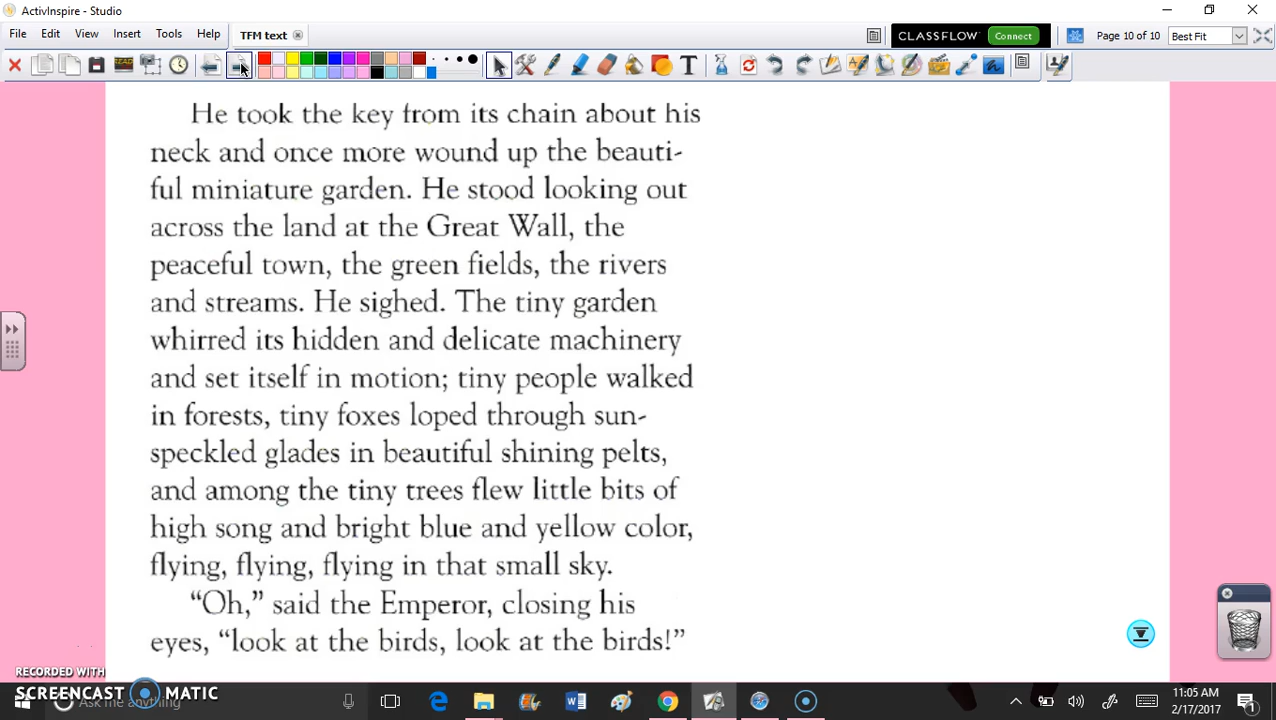 ActivInspire - Studio
File Edit View Insert Tools Help TFM text CLASSFLOW Connect Page 10 of 10 Best Fit
He took the key from its chain about his
neck and once more wound up the beauti-
ful miniature garden. He stood looking out
across the land at the Great Wall, the
peaceful town, the green fields, the rivers
and streams. He sighed. The tiny garden
whirred its hidden and delicate machinery
and set itself in motion; tiny people walked
in forests, tiny foxes loped through sun-
speckled glades in beautiful shining pelts,
and among the tiny trees flew little bits of
high song and bright blue and yellow color,
flying, flying, flying in that small sky.
“Oh,” said the Emperor, closing his
eyes, “look at the birds, look at the birds!”
RECORDED WITH
SCREENCAST MATIC
Ask me anything
11:05 AM
2/17/2017